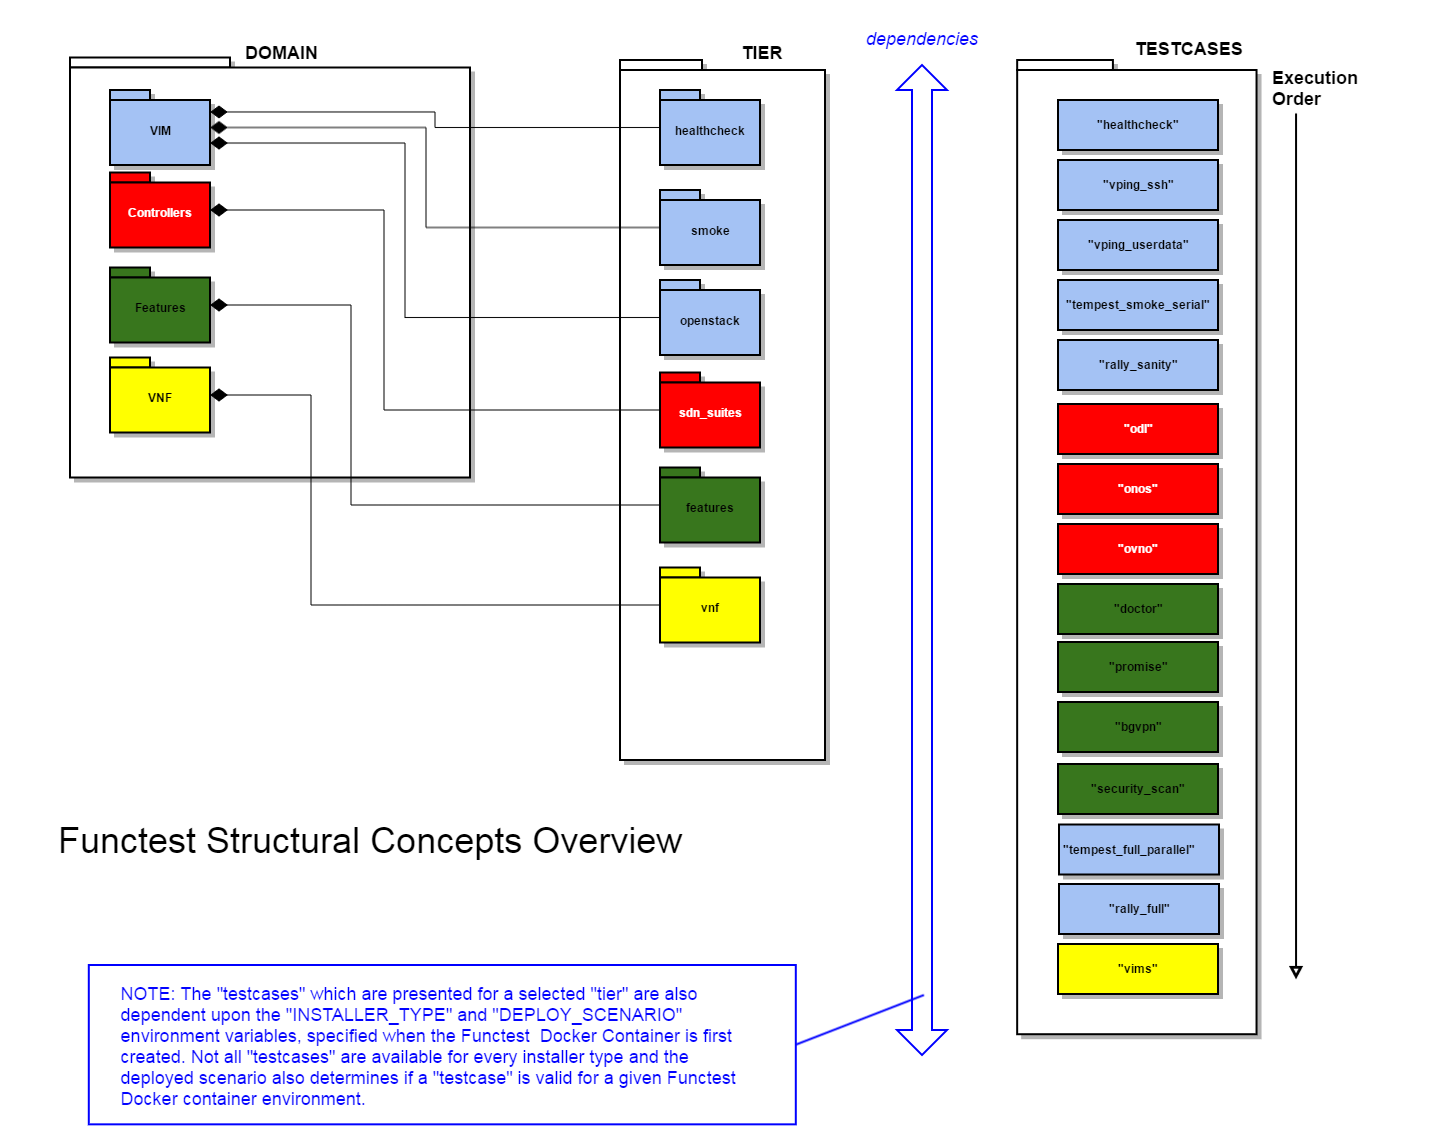 DOMAIN
VIM
Controllers
Features
VNF
TIER
healthcheck
smoke
openstack
sdn_suites
features
vnf
dependencies
TESTCASES
Execution
Order
"healthcheck"
"vping_ssh"
"vping_userdata"
"tempest_smoke_serial"
"rally_sanity"
"odl"
"onos"
"ovno"
"doctor"
"promise"
"bgvpn"
"security_scan"
"tempest_full_parallel"
"rally_full"
"vims"
Functest Structural Concepts Overview
NOTE: The "testcases" which are presented for a selected "tier" are also
dependent upon the "INSTALLER_TYPE" and "DEPLOY_SCENARIO"
environment variables, specified when the Functest  Docker Container is first
created. Not all "testcases" are available for every installer type and the
deployed scenario also determines if a "testcase" is valid for a given Functest
Docker container environment.